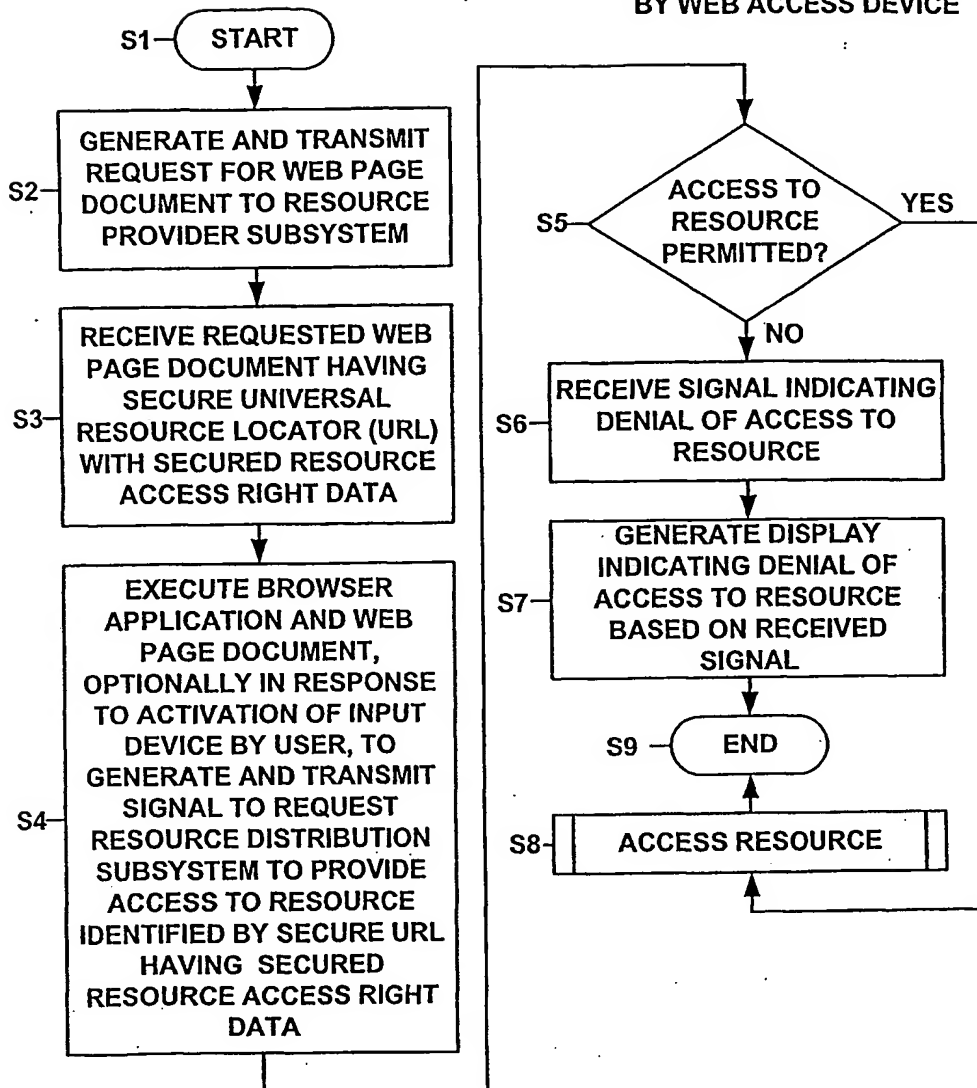 BY WEB ACCESS DEVICE
S1
START
S2
GENERATE AND TRANSMIT
REQUEST FOR WEB PAGE
DOCUMENT TO RESOURCE
PROVIDER SUBSYSTEM
S3
RECEIVE REQUESTED WEB
PAGE DOCUMENT HAVING
SECURE UNIVERSAL
RESOURCE LOCATOR (URL)
WITH SECURED RESOURCE
ACCESS RIGHT DATA
S4
EXECUTE BROWSER
APPLICATION AND WEB
PAGE DOCUMENT,
OPTIONALLY IN RESPONSE
TO ACTIVATION OF INPUT
DEVICE BY USER, TO
GENERATE AND TRANSMIT
SIGNAL TO REQUEST
RESOURCE DISTRIBUTION
SUBSYSTEM TO PROVIDE
ACCESS TO RESOURCE
IDENTIFIED BY SECURE URL
HAVING SECURED
RESOURCE ACCESS RIGHT
DATA
S5
ACCESS TO
RESOURCE
PERMITTED?
YES
NO
S6
RECEIVE SIGNAL INDICATING
DENIAL OF ACCESS TO
RESOURCE
S7
GENERATE DISPLAY
INDICATING DENIAL OF
ACCESS TO RESOURCE
BASED ON RECEIVED
SIGNAL
S9
END
S8
ACCESS RESOURCE